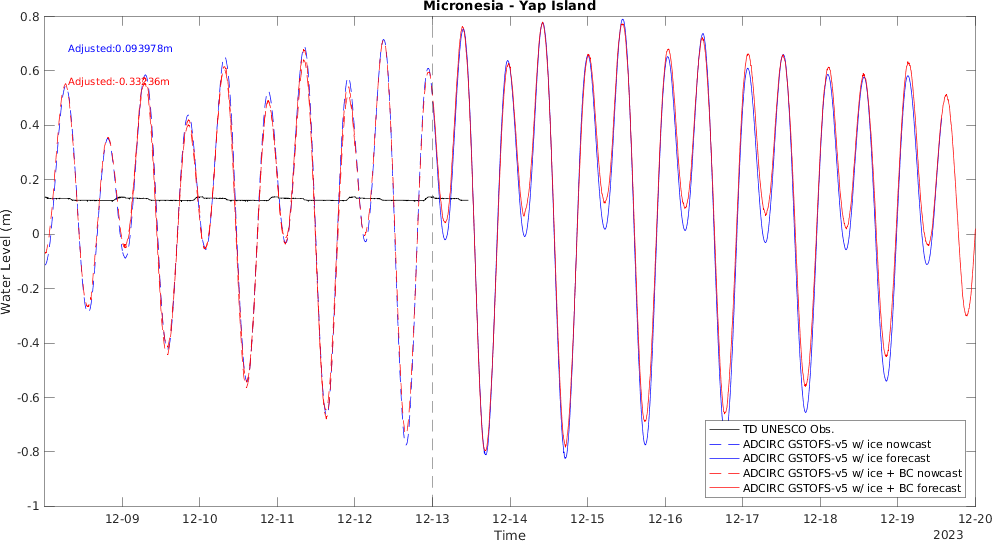 Micronesia - Yap Island
0.8
0.6
0.4
0.2
0
-0.2
-0.4
-0.6
-0.8
-1
Water Level (m)
Adjusted:0.093978m
Adjusted:-0.33236m
TD UNESCO Obs.
ADCIRC GSTOFS-v5 w/ ice nowcast
ADCIRC GSTOFS-v5 w/ ice forecast
ADCIRC GSTOFS-v5 w/ ice + BC nowcast
ADCIRC GSTOFS-v5 w/ ice + BC forecast
12-09 12-10 12-11 12-12 12-13 12-14 12-15 12-16 12-17 12-18 12-19 12-20
Time
2023